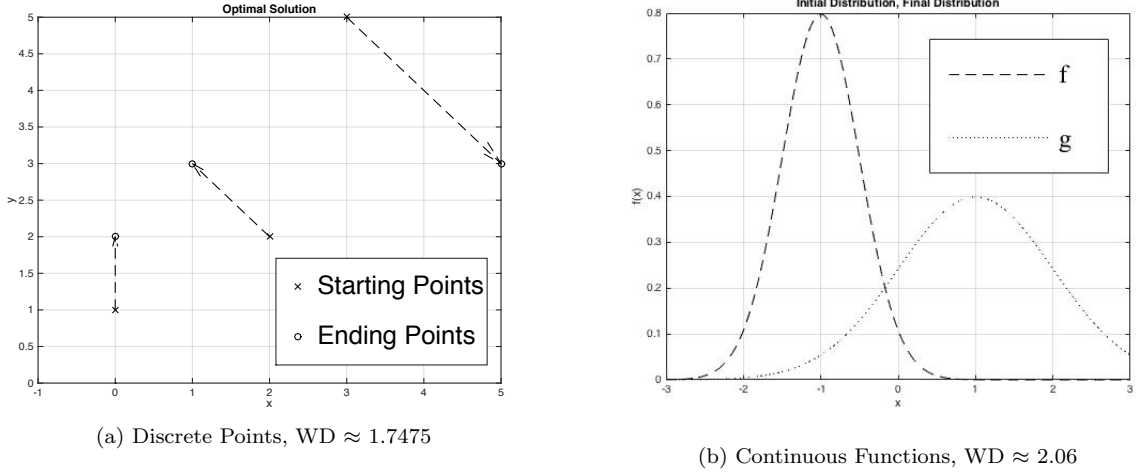 Optimal Solution
5
4.5
4
3.5
3
2.5
2
1.5
1
0.5
0
y
-1
0
1
2
3
4
5
x
Starting Points
Ending Points
(a) Discrete Points, WD ≈ 1.7475
Initial Distribution, Final Distribution
0.8
0.7
0.6
0.5
0.4
0.3
0.2
0.1
0
f(x)
-3
-2
-1
0
1
2
3
x
f
g
(b) Continuous Functions, WD ≈ 2.06